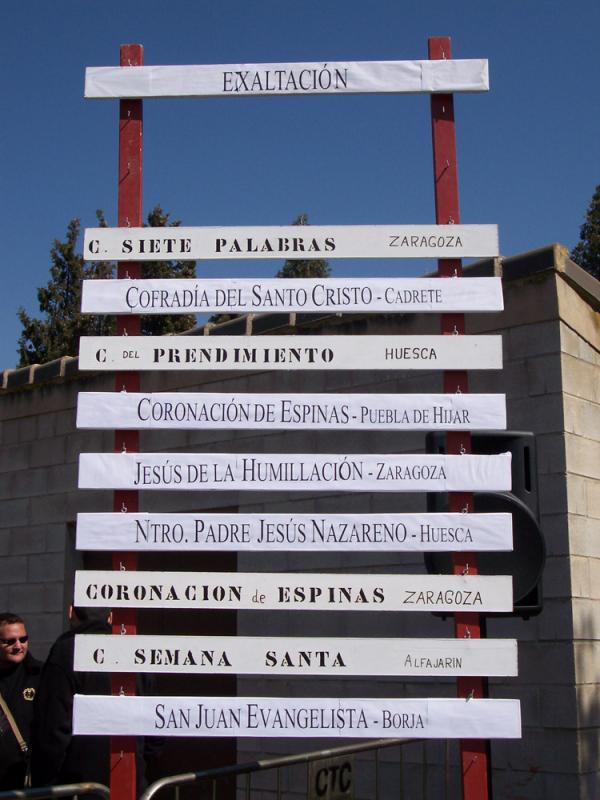 EXALTACIÓN
C. SIETE PALABRAS ZARAGOZA
COFRADÍA DEL SANTO CRISTO - CADRETE
C. DEL PRENDIMIENTO HUESCA
CORONACIÓN DE ESPINAS - PUEBLA DE HIJAR
JESÚS DE LA HUMILLACIÓN - ZARAGOZA
NTRO. PADRE JESÚS NAZARENO - HUESCA
CORONACION de ESPINAS ZARAGOZA
C. SEMANA SANTA ALFAJARIN
SAN JUAN EVANGELISTA - BORJA
CTC